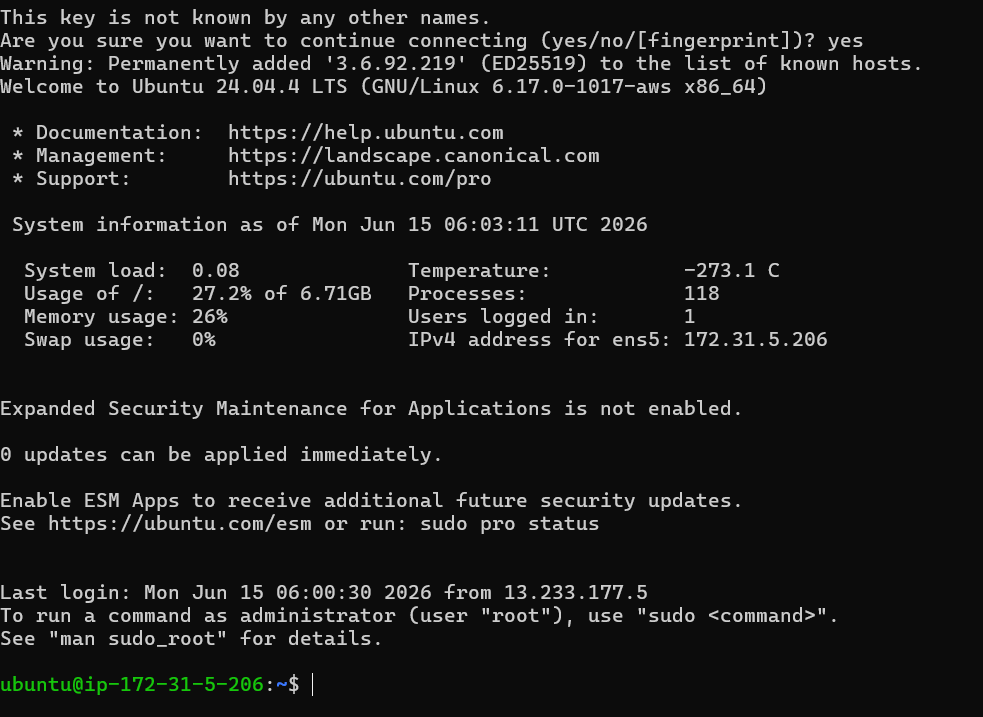 This key is not known by any other names.
Are you sure you want to continue connecting (yes/no/[fingerprint])? yes
Warning: Permanently added '3.6.92.219' (ED25519) to the list of known hosts.
Welcome to Ubuntu 24.04.4 LTS (GNU/Linux 6.17.0-1017-aws x86_64)
* Documentation:  https://help.ubuntu.com
* Management:     https://landscape.canonical.com
* Support:        https://ubuntu.com/pro
System information as of Mon Jun 15 06:03:11 UTC 2026
System load:  0.08              Temperature:           -273.1 C
Usage of /:   27.2% of 6.71GB   Processes:             118
Memory usage: 26%               Users logged in:       1
Swap usage:   0%                IPv4 address for ens5: 172.31.5.206
Expanded Security Maintenance for Applications is not enabled.
0 updates can be applied immediately.
Enable ESM Apps to receive additional future security updates.
See https://ubuntu.com/esm or run: sudo pro status
Last login: Mon Jun 15 06:00:30 2026 from 13.233.177.5
To run a command as administrator (user "root"), use "sudo <command>".
See "man sudo_root" for details.
ubuntu@ip-172-31-5-206:~$